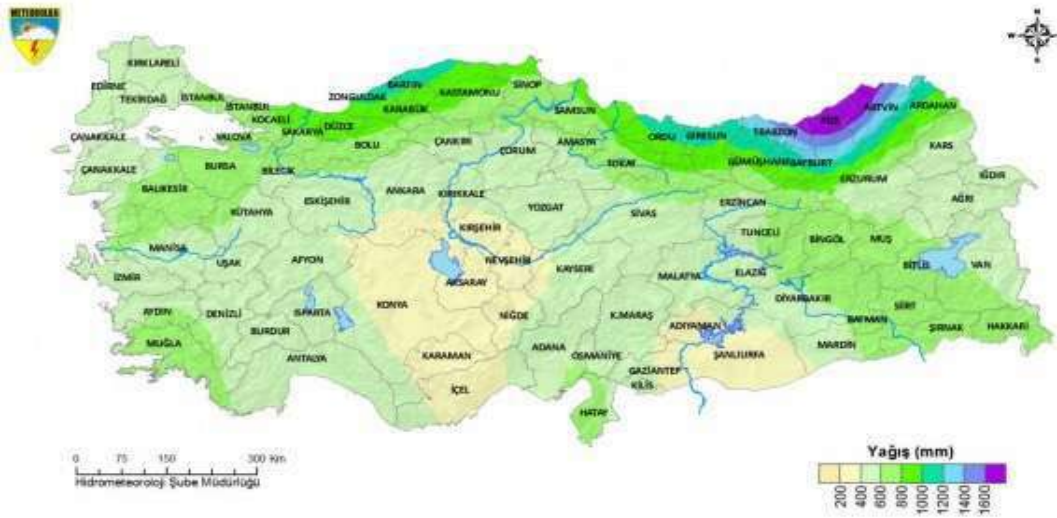 METEOROLOJİ
N
W E
S
KIRKLARELİ
EDİRNE
TEKİRDAĞ
İSTANBUL
İSTANBUL
KOCAELİ
YALOVA
SAKARYA
DÜZCE
ZONGULDAK
BARTIN
KARABÜK
KASTAMONU
SİNOP
SAMSUN
ORDU
GİRESUN
TRABZON
RİZE
ARTVİN
ARDAHAN
ÇANAKKALE
ÇANAKKALE
BURSA
BİLECİK
BOLU
ÇANKIRI
ÇORUM
AMASYA
TOKAT
GÜMÜŞHANE
BAYBURT
ERZURUM
KARS
IĞDIR
AĞRI
BALIKESİR
KÜTAHYA
ESKİŞEHİR
ANKARA
KIRIKKALE
YOZGAT
SİVAS
ERZİNCAN
TUNCELİ
BİNGÖL
MUŞ
MANİSA
UŞAK
AFYON
KIRŞEHİR
NEVŞEHİR
AKSARAY
KAYSERİ
MALATYA
ELAZIĞ
BİTLİS
VAN
İZMİR
KONYA
NİĞDE
DİYARBAKIR
SİİRT
AYDIN
DENİZLİ
ISPARTA
BURDUR
K.MARAŞ
ADIYAMAN
BATMAN
ŞIRNAK
HAKKARİ
MUĞLA
ANTALYA
KARAMAN
ADANA
OSMANİYE
GAZİANTEP
ŞANLIURFA
MARDİN
İÇEL
KİLİS
HATAY
0 75 150 300 Km
Hidrometeoroloji Şube Müdürlüğü
Yağış (mm)
200 400 600 800 1000 1200 1400 1600